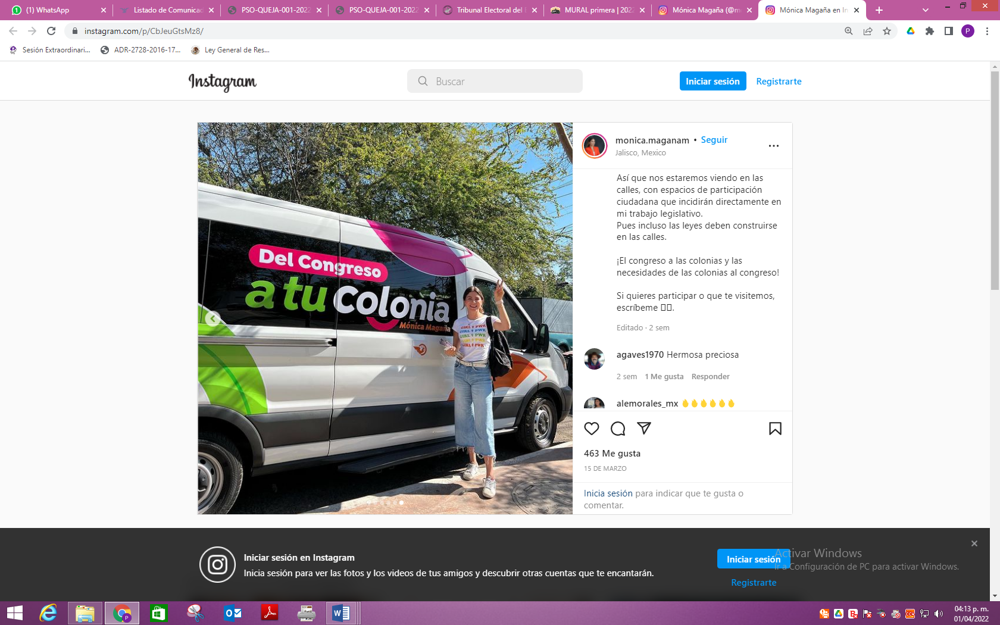 (1) WhatsApp
Listado de Comunicad
PSO-QUEJA-001-2022
PSO-QUEJA-001-2022
Tribunal Electoral del E
MURAL primera | 2022
Mónica Magaña (@m
Mónica Magaña en In
instagram.com/p/CbJeuGtsMz8/
P
Sesión Extraordinari...
ADR-2728-2016-17...
Ley General de Res...
Instagram
Buscar
Iniciar sesión
Registrarte
Del Congreso
a tu Colonia
Mónica Magaña
GIRL PWR
GIRL PWR
GIRL PWR
GIRL PWR
monica.maganam • Seguir
Jalisco, Mexico
Así que nos estaremos viendo en las
calles, con espacios de participación
ciudadana que incidirán directamente en
mi trabajo legislativo.
Pues incluso las leyes deben construirse
en las calles.
¡El congreso a las colonias y las
necesidades de las colonias al congreso!
Si quieres participar o que te visitemos,
escríbeme ▯▯.
Editado · 2 sem
agaves1970 Hermosa preciosa
2 sem 1 Me gusta Responder
alemorales_mx
463 Me gusta
15 DE MARZO
Inicia sesión para indicar que te gusta o
comentar.
Iniciar sesión en Instagram
Inicia sesión para ver las fotos y los videos de tus amigos y descubrir otras cuentas que te encantarán.
Iniciar sesión
Registrarte
Activar Windows
Ir a Configuración de PC para activar Windows.
04:13 p. m.
01/04/2022